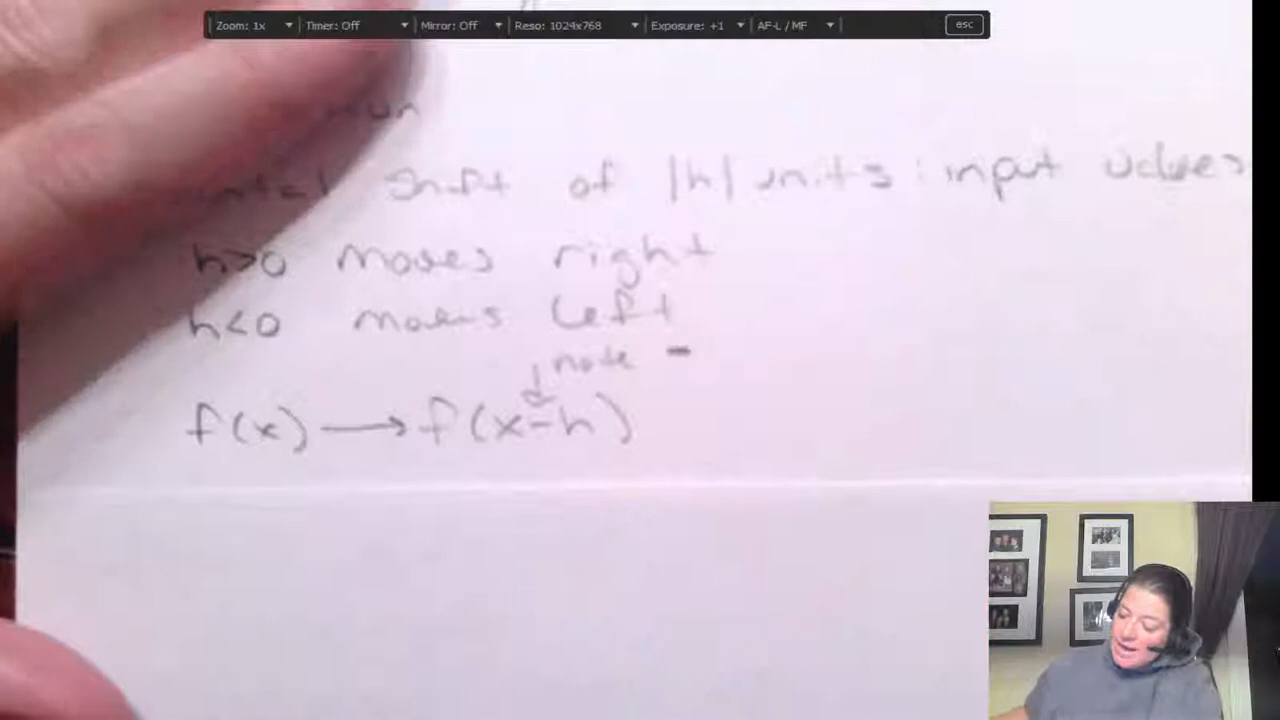 Zoom: 1x Timer: Off Mirror: Off Reso: 1024x768 Exposure: +1 AF-L / MF esc
shift of |h| units : input values
h>0 moves right
h<0 moves left
note -
f(x) → f(x-h)